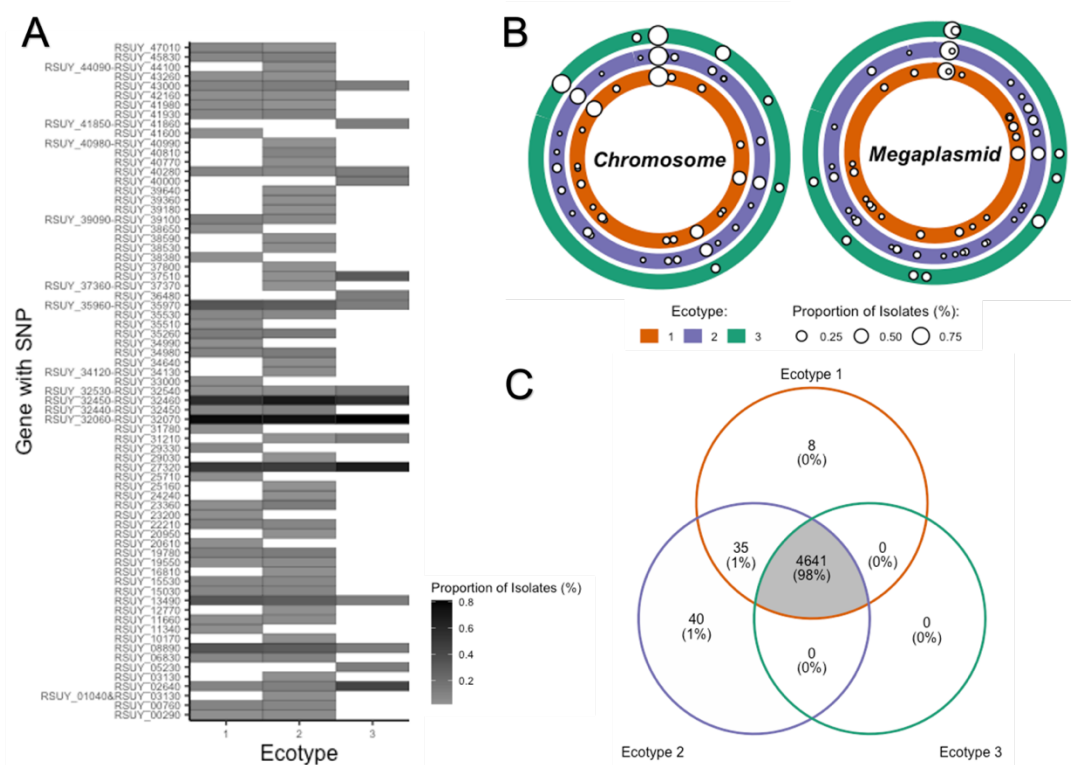 A
RSUY_47010
RSUY_45830
RSUY_44090-RSUY_44100
RSUY_43260
RSUY_43000
RSUY_42160
RSUY_41980
RSUY_41930
RSUY_41850-RSUY_41860
RSUY_41600
RSUY_40980-RSUY_40990
RSUY_40810
RSUY_40770
RSUY_40280
RSUY_40000
RSUY_39640
RSUY_39360
RSUY_39180
RSUY_39090-RSUY_39100
RSUY_38650
RSUY_38590
RSUY_38530
RSUY_38380
RSUY_37800
RSUY_37510
RSUY_37360-RSUY_37370
RSUY_36480
RSUY_35960-RSUY_35970
RSUY_35530
RSUY_35510
RSUY_35260
RSUY_34990
RSUY_34980
RSUY_34640
RSUY_34120-RSUY_34130
RSUY_33000
RSUY_32530-RSUY_32540
RSUY_32450-RSUY_32460
RSUY_32440-RSUY_32450
RSUY_32060-RSUY_32070
RSUY_31780
RSUY_31210
RSUY_29330
RSUY_29030
RSUY_27320
RSUY_25710
RSUY_25160
RSUY_24240
RSUY_23360
RSUY_23200
RSUY_22210
RSUY_20950
RSUY_20610
RSUY_19780
RSUY_19550
RSUY_16810
RSUY_15530
RSUY_15030
RSUY_13490
RSUY_12770
RSUY_11660
RSUY_11340
RSUY_10170
RSUY_08890
RSUY_06830
RSUY_05230
RSUY_03130
RSUY_02640
RSUY_01040&RSUY_03130
RSUY_00760
RSUY_00290
Gene with SNP
1 2 3
Ecotype
Proportion of Isolates (%)
0.8
0.6
0.4
0.2
B
Chromosome
Megaplasmid
Ecotype:
1 2 3
Proportion of Isolates (%):
0.25 0.50 0.75
C
Ecotype 1
8
(0%)
35
(1%)
4641
(98%)
0
(0%)
40
(1%)
0
(0%)
0
(0%)
Ecotype 2
Ecotype 3